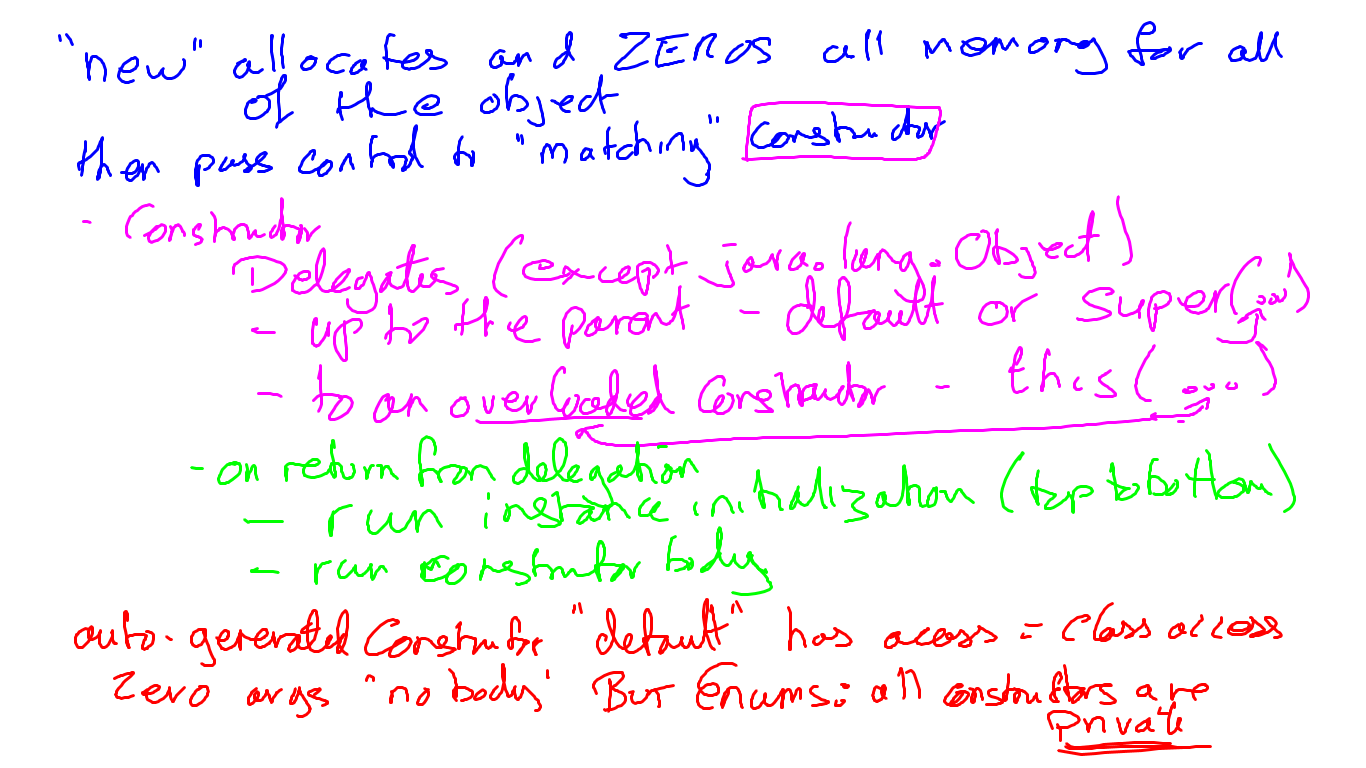 "new" allocates and ZEROS all memory for all
of the object
then pass control to "matching" constructor
- Constructor
Delegates (except java.lang.Object)
- up to the parent - default or super(...)
- to an overloaded constructor - this(...)
- on return from delegation
- run instance initialization (top to bottom)
- run constructor body
auto-generated Constructor "default" has access = class access
zero args "no body" BUT Enums: all constructors are
private